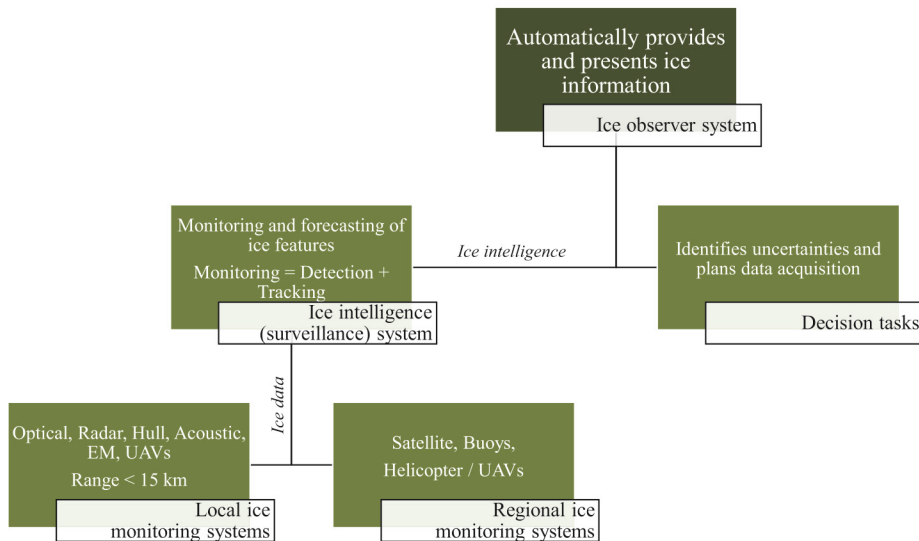 Automatically provides
and presents ice
information
Ice observer system
Monitoring and forecasting of
ice features
Monitoring = Detection +
Tracking
Ice intelligence
(surveillance) system
Ice intelligence
Identifies uncertainties and
plans data acquisition
Decision tasks
Ice data
Optical, Radar, Hull, Acoustic,
EM, UAVs
Range < 15 km
Local ice
monitoring systems
Satellite, Buoys,
Helicopter / UAVs
Regional ice
monitoring systems